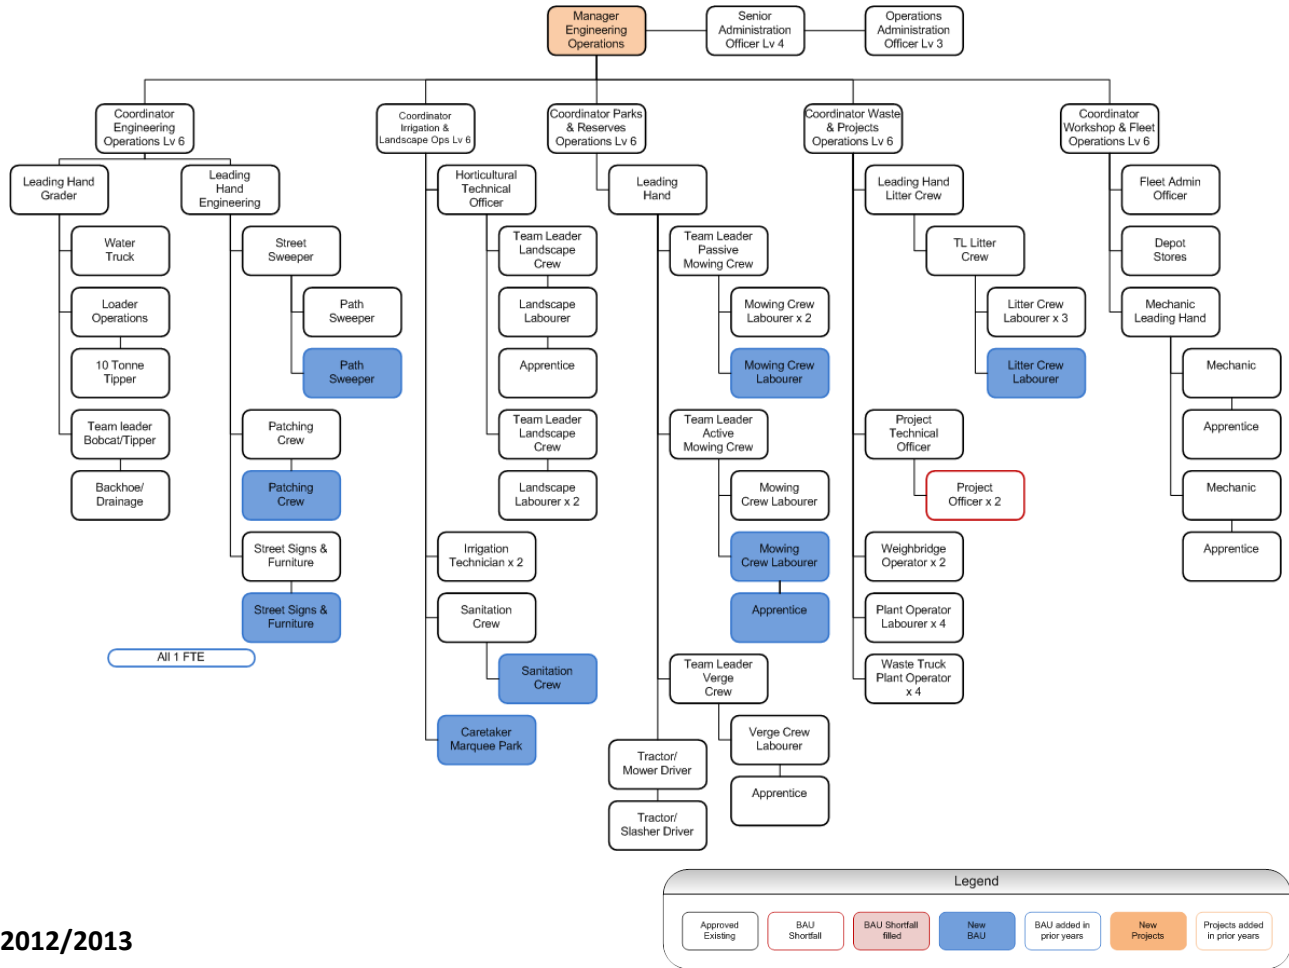 Manager
Engineering
Operations
Senior
Administration
Officer Lv 4
Operations
Administration
Officer Lv 3
Coordinator
Engineering
Operations Lv 6
Coordinator
Irrigation &
Landscape Ops Lv 6
Coordinator Parks
& Reserves
Operations Lv 6
Coordinator Waste
& Projects
Operations Lv 6
Coordinator
Workshop & Fleet
Operations Lv 6
Leading Hand
Grader
Water
Truck
Loader
Operations
10 Tonne
Tipper
Team leader
Bobcat/Tipper
Backhoe/
Drainage
Leading
Hand
Engineering
Street
Sweeper
Path
Sweeper
Path
Sweeper
Patching
Crew
Patching
Crew
Street Signs &
Furniture
Street Signs &
Furniture
All 1 FTE
Horticultural
Technical
Officer
Team Leader
Landscape
Crew
Landscape
Labourer
Apprentice
Team Leader
Landscape
Crew
Landscape
Labourer x 2
Irrigation
Technician x 2
Sanitation
Crew
Sanitation
Crew
Caretaker
Marquee Park
Leading
Hand
Team Leader
Passive
Mowing Crew
Mowing Crew
Labourer x 2
Mowing Crew
Labourer
Team Leader
Active
Mowing Crew
Mowing
Crew Labourer
Mowing
Crew Labourer
Apprentice
Team Leader
Verge
Crew
Verge Crew
Labourer
Apprentice
Tractor/
Mower Driver
Tractor/
Slasher Driver
Leading Hand
Litter Crew
TL Litter
Crew
Litter Crew
Labourer x 3
Litter Crew
Labourer
Project
Technical
Officer
Project
Officer x 2
Weighbridge
Operator x 2
Plant Operator
Labourer x 4
Waste Truck
Plant Operator
x 4
Fleet Admin
Officer
Depot
Stores
Mechanic
Leading Hand
Mechanic
Apprentice
Mechanic
Apprentice
2012/2013
Legend
Approved
Existing
BAU
Shortfall
BAU Shortfall
filled
New
BAU
BAU added in
prior years
New
Projects
Projects added
in prior years